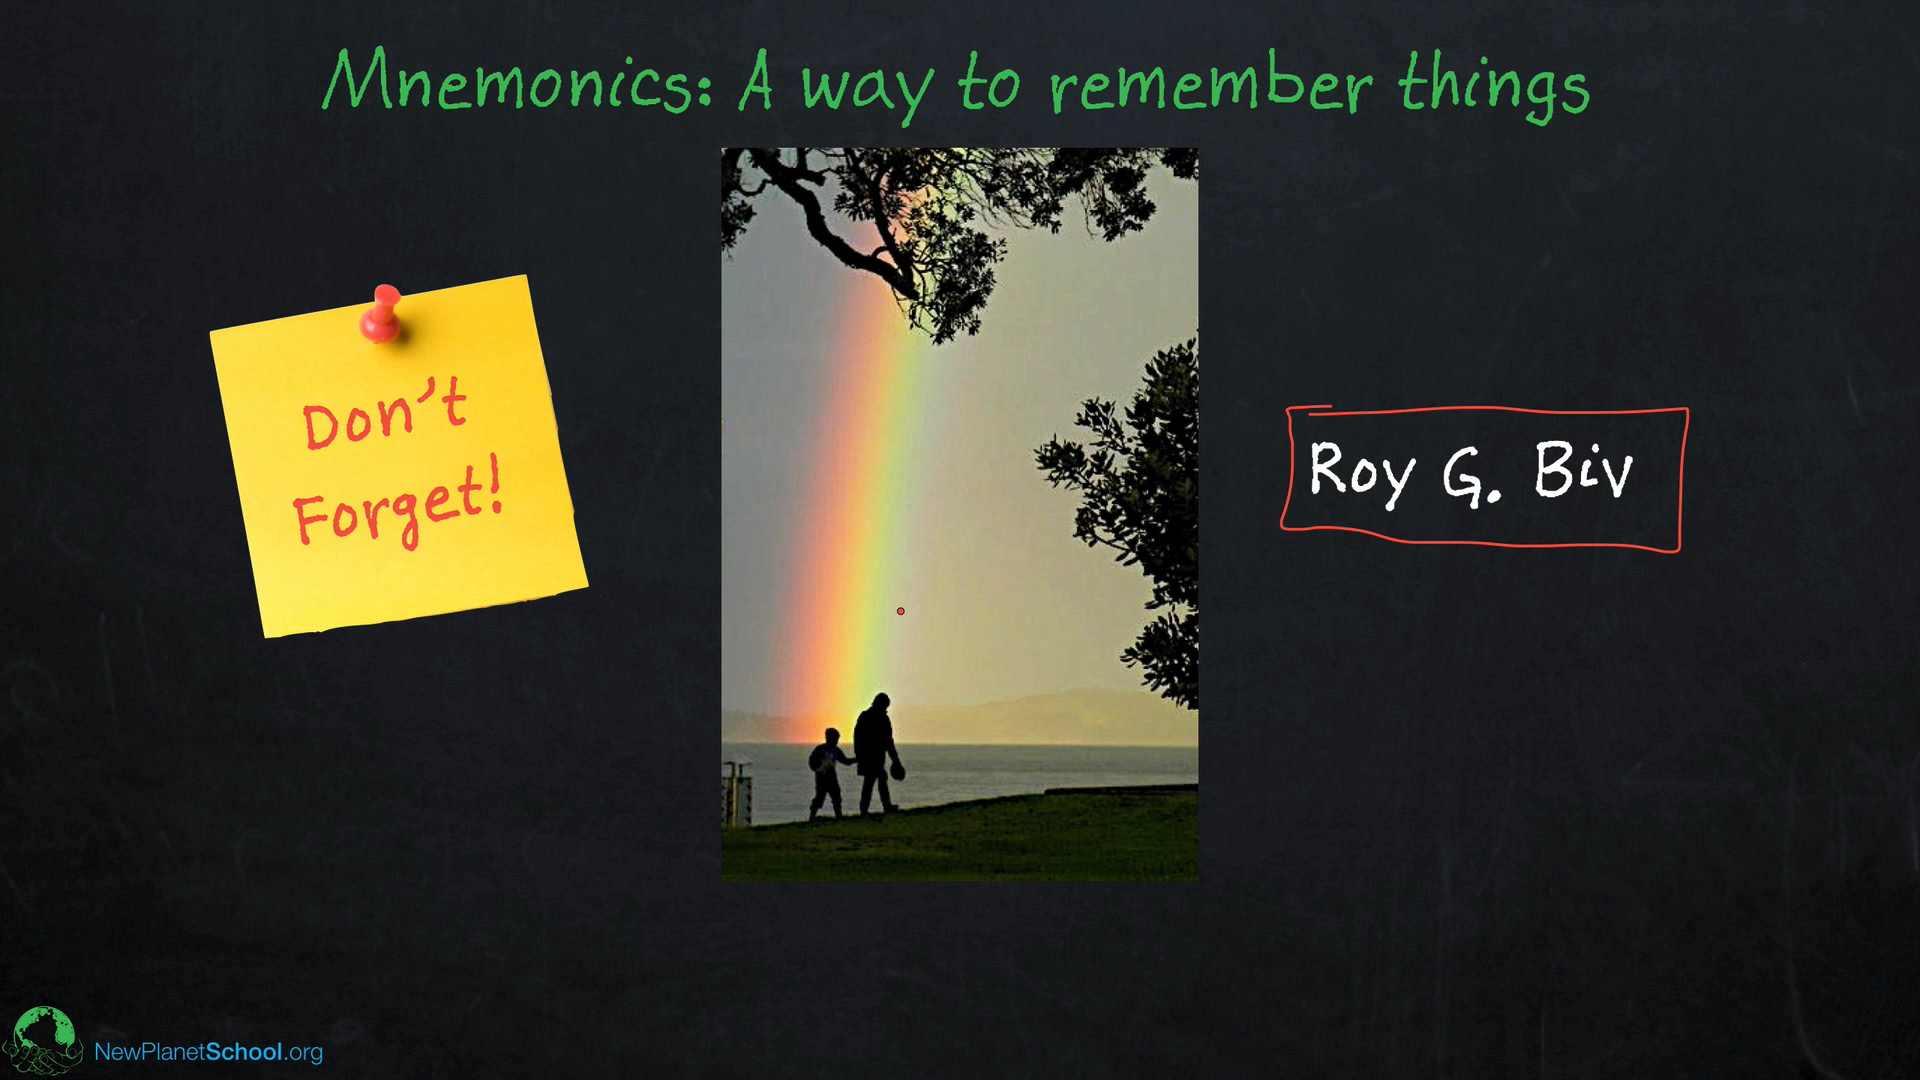 Mnemonics: A way to remember things
Don't
Forget!
Roy G. Biv
NewPlanetSchool.org